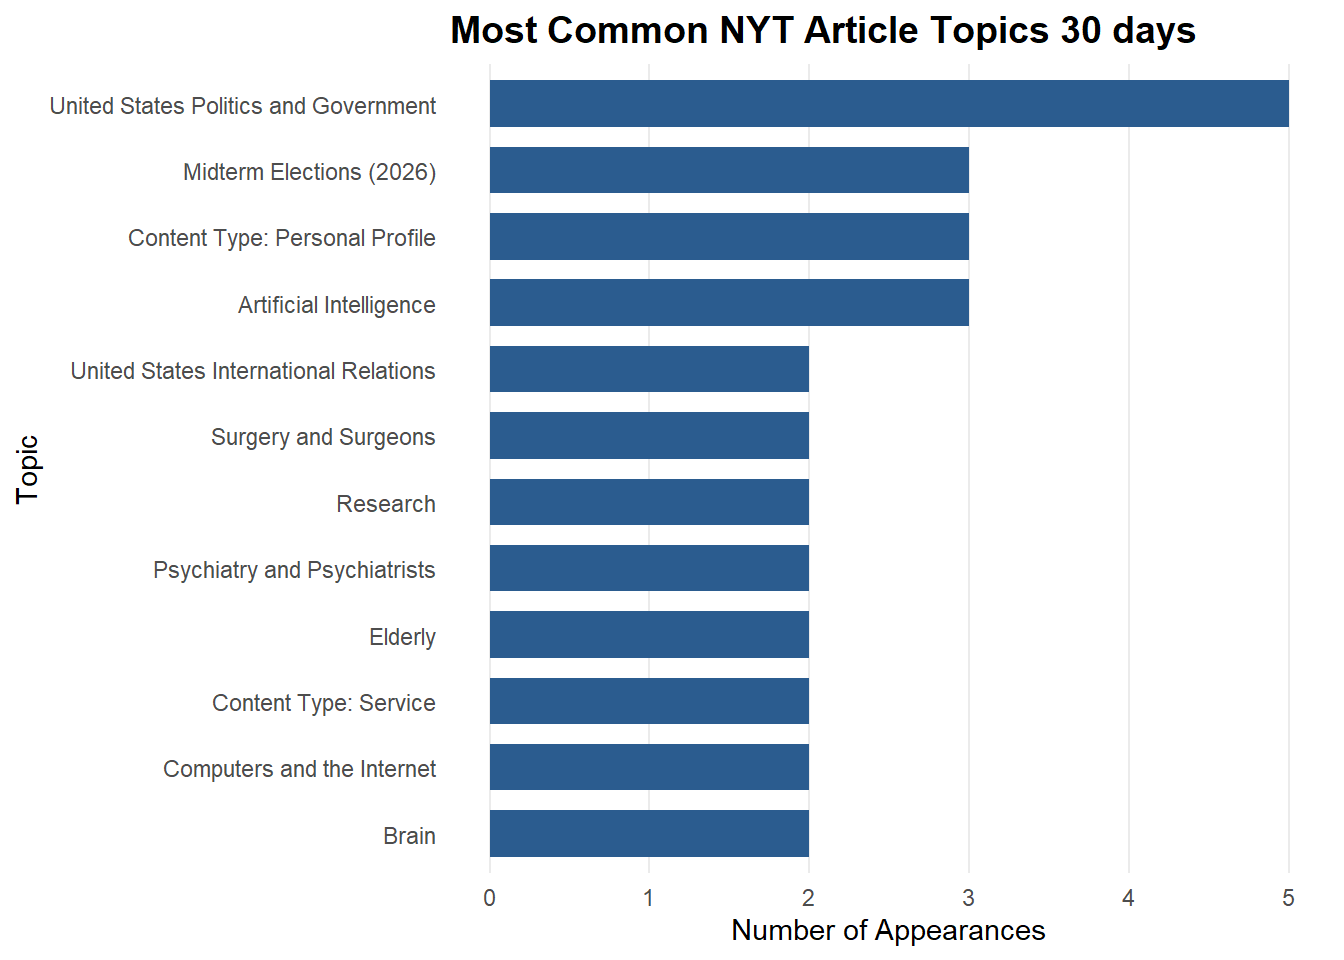 Most Common NYT Article Topics 30 days
United States Politics and Government
Midterm Elections (2026)
Content Type: Personal Profile
Artificial Intelligence
United States International Relations
Surgery and Surgeons
Research
Psychiatry and Psychiatrists
Elderly
Content Type: Service
Computers and the Internet
Brain
Topic
0 1 2 3 4 5
Number of Appearances